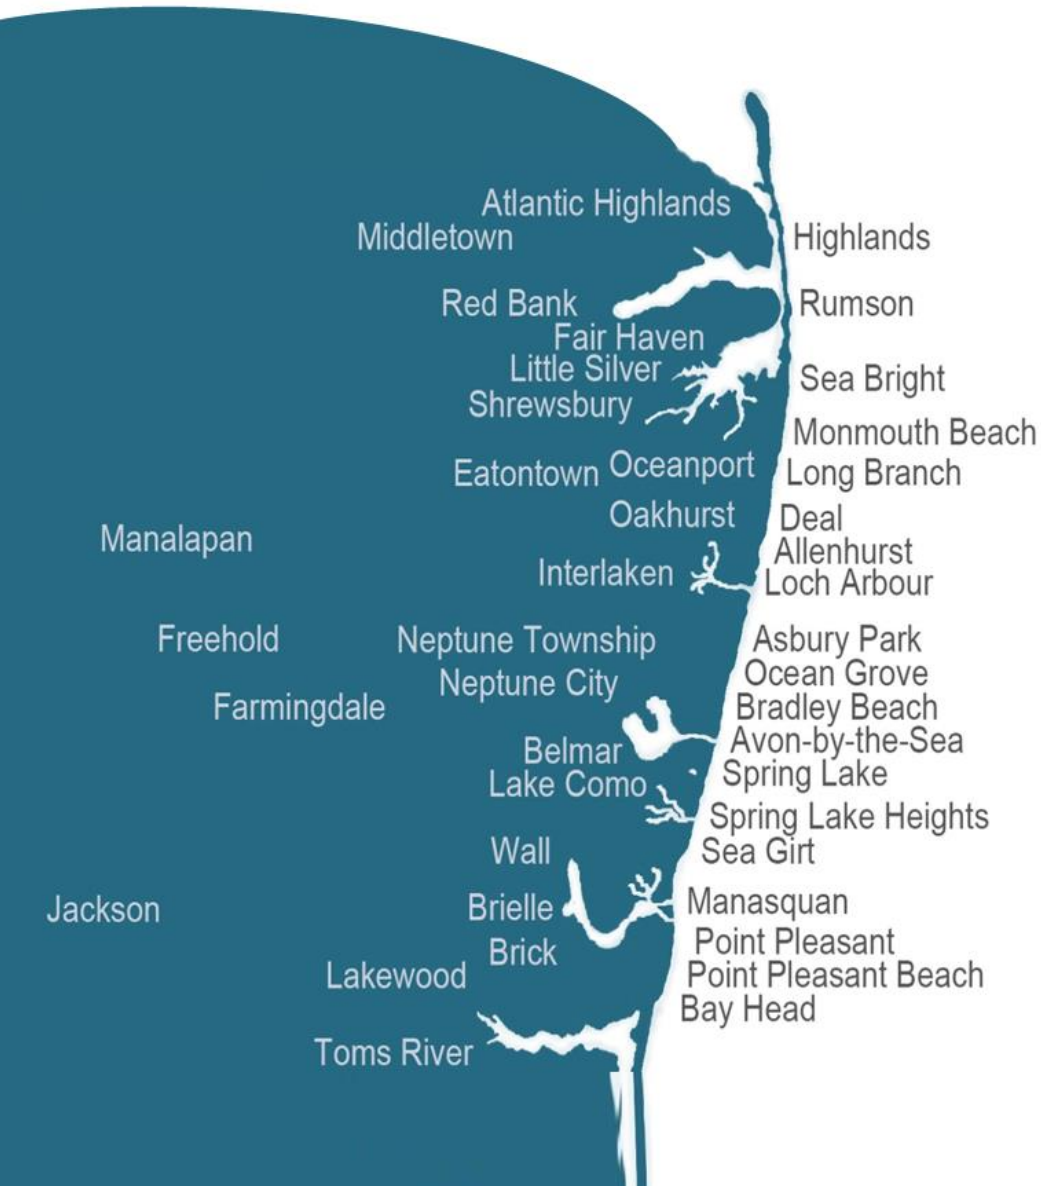 Atlantic Highlands
Middletown
Highlands
Red Bank
Rumson
Fair Haven
Little Silver
Sea Bright
Shrewsbury
Monmouth Beach
Eatontown
Oceanport
Long Branch
Oakhurst
Deal
Manalapan
Allenhurst
Interlaken
Loch Arbour
Freehold
Neptune Township
Asbury Park
Ocean Grove
Neptune City
Farmingdale
Bradley Beach
Avon-by-the-Sea
Belmar
Spring Lake
Lake Como
Spring Lake Heights
Wall
Sea Girt
Jackson
Brielle
Manasquan
Point Pleasant
Brick
Lakewood
Point Pleasant Beach
Bay Head
Toms River